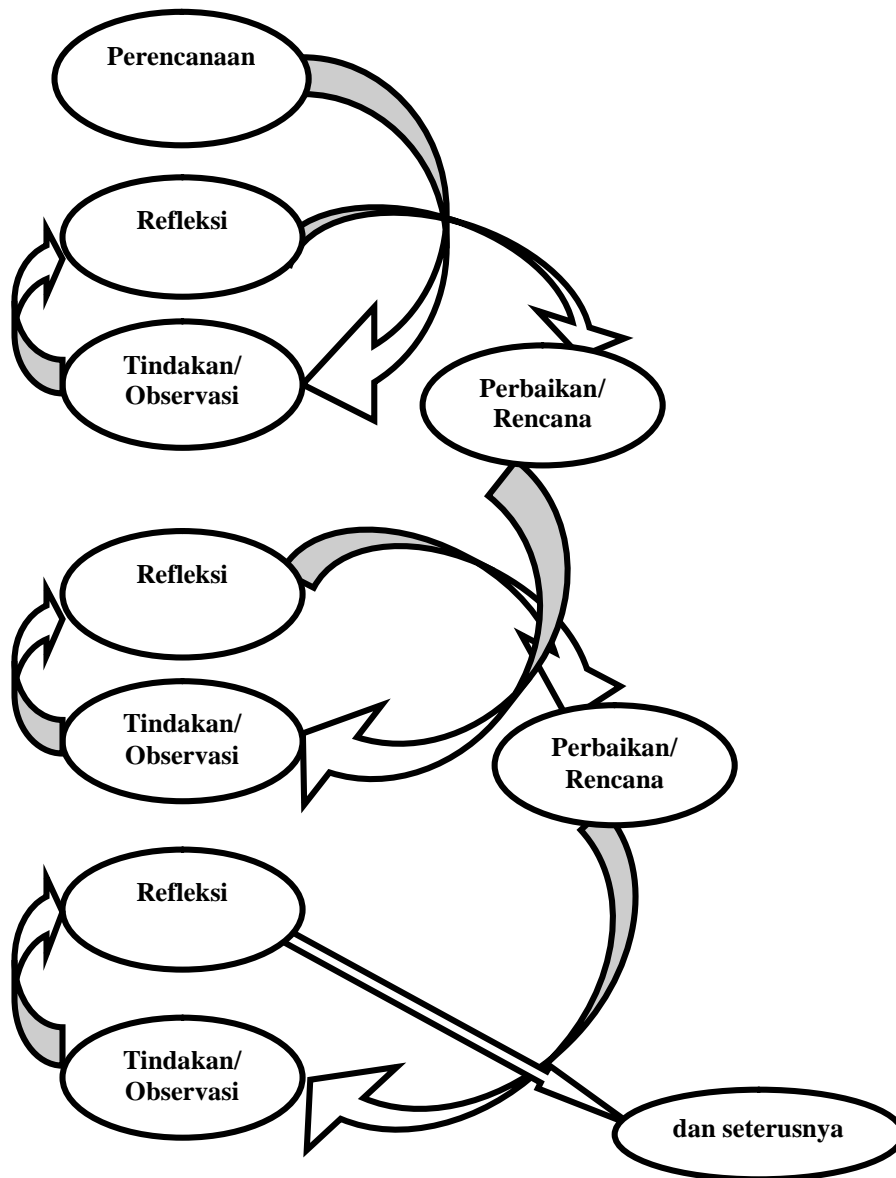 Perencanaan
Refleksi
Tindakan/
Observasi
Perbaikan/
Rencana
Refleksi
Tindakan/
Observasi
Perbaikan/
Rencana
Refleksi
Tindakan/
Observasi
dan seterusnya